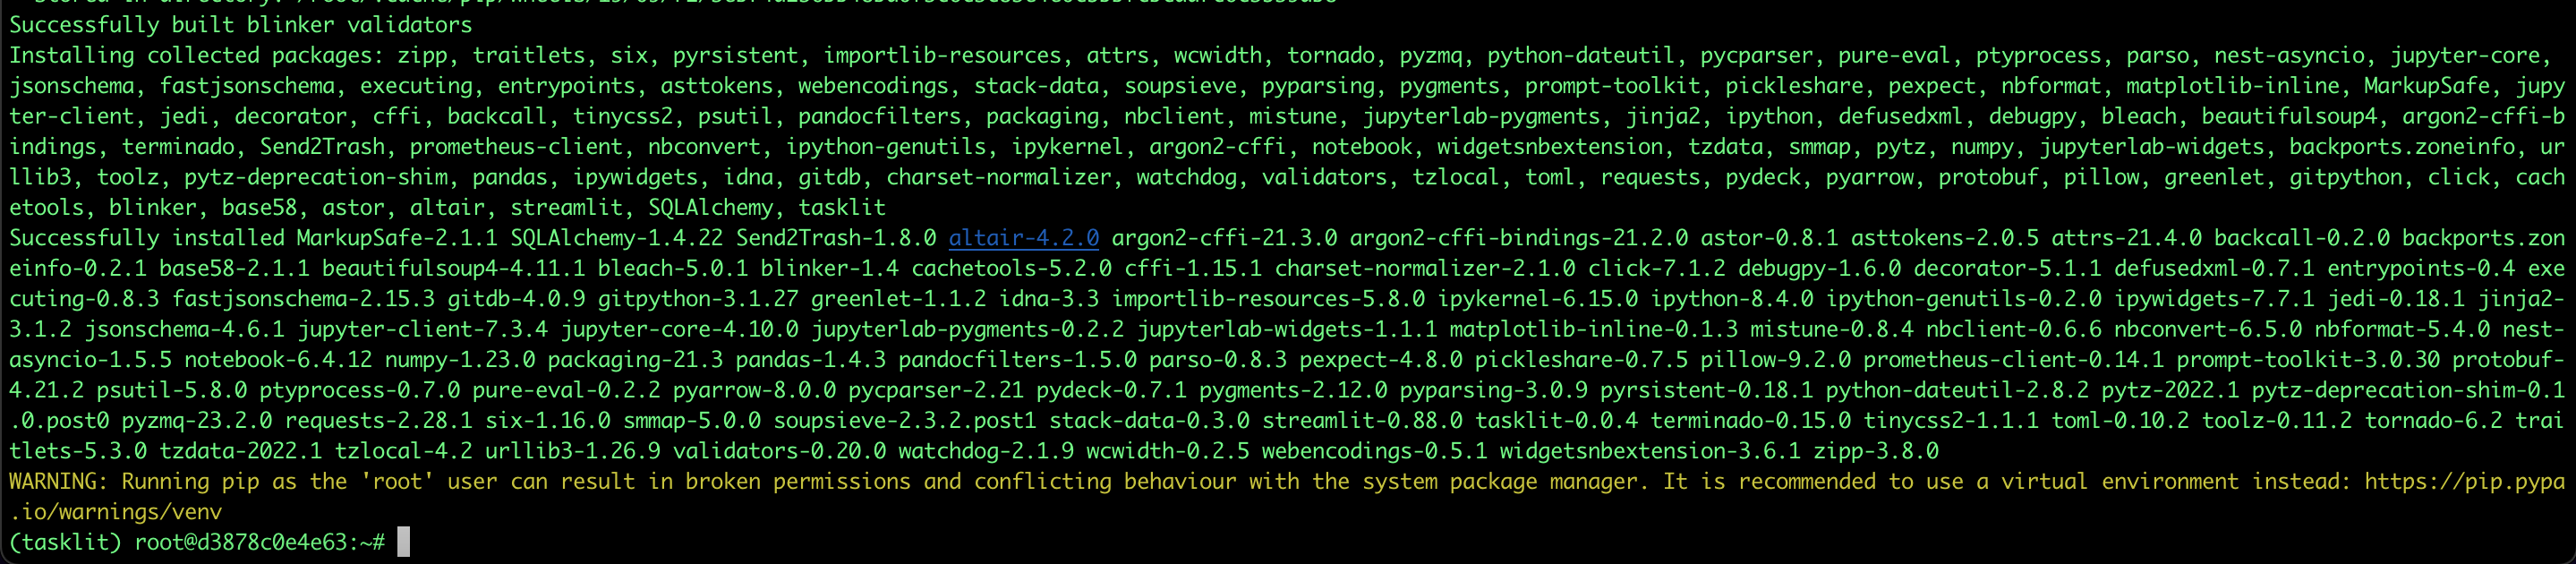 Successfully built blinker validators
Installing collected packages: zipp, traitlets, six, pyrsistent, importlib-resources, attrs, wcwidth, tornado, pyzmq, python-dateutil, pycparser, pure-eval, ptyprocess, parso, nest-asyncio, jupyter-core,
jsonschema, fastjsonschema, executing, entrypoints, asttokens, webencodings, stack-data, soupsieve, pyparsing, pygments, prompt-toolkit, pickleshare, pexpect, nbformat, matplotlib-inline, MarkupSafe, jupy
ter-client, jedi, decorator, cffi, backcall, tinycss2, psutil, pandocfilters, packaging, nbclient, mistune, jupyterlab-pygments, jinja2, ipython, defusedxml, debugpy, bleach, beautifulsoup4, argon2-cffi-b
indings, terminado, Send2Trash, prometheus-client, nbconvert, ipython-genutils, ipykernel, argon2-cffi, notebook, widgetsnbextension, tzdata, smmap, pytz, numpy, jupyterlab-widgets, backports.zoneinfo, ur
llib3, toolz, pytz-deprecation-shim, pandas, ipywidgets, idna, gitdb, charset-normalizer, watchdog, validators, tzlocal, toml, requests, pydeck, pyarrow, protobuf, pillow, greenlet, gitpython, click, cach
etools, blinker, base58, astor, altair, streamlit, SQLAlchemy, tasklit
Successfully installed MarkupSafe-2.1.1 SQLAlchemy-1.4.22 Send2Trash-1.8.0 altair-4.2.0 argon2-cffi-21.3.0 argon2-cffi-bindings-21.2.0 astor-0.8.1 asttokens-2.0.5 attrs-21.4.0 backcall-0.2.0 backports.zon
einfo-0.2.1 base58-2.1.1 beautifulsoup4-4.11.1 bleach-5.0.1 blinker-1.4 cachetools-5.2.0 cffi-1.15.1 charset-normalizer-2.1.0 click-7.1.2 debugpy-1.6.0 decorator-5.1.1 defusedxml-0.7.1 entrypoints-0.4 exe
cuting-0.8.3 fastjsonschema-2.15.3 gitdb-4.0.9 gitpython-3.1.27 greenlet-1.1.2 idna-3.3 importlib-resources-5.8.0 ipykernel-6.15.0 ipython-8.4.0 ipython-genutils-0.2.0 ipywidgets-7.7.1 jedi-0.18.1 jinja2-
3.1.2 jsonschema-4.6.1 jupyter-client-7.3.4 jupyter-core-4.10.0 jupyterlab-pygments-0.2.2 jupyterlab-widgets-1.1.1 matplotlib-inline-0.1.3 mistune-0.8.4 nbclient-0.6.6 nbconvert-6.5.0 nbformat-5.4.0 nest-
asyncio-1.5.5 notebook-6.4.12 numpy-1.23.0 packaging-21.3 pandas-1.4.3 pandocfilters-1.5.0 parso-0.8.3 pexpect-4.8.0 pickleshare-0.7.5 pillow-9.2.0 prometheus-client-0.14.1 prompt-toolkit-3.0.30 protobuf-
4.21.2 psutil-5.8.0 ptyprocess-0.7.0 pure-eval-0.2.2 pyarrow-8.0.0 pycparser-2.21 pydeck-0.7.1 pygments-2.12.0 pyparsing-3.0.9 pyrsistent-0.18.1 python-dateutil-2.8.2 pytz-2022.1 pytz-deprecation-shim-0.1
.0.post0 pyzmq-23.2.0 requests-2.28.1 six-1.16.0 smmap-5.0.0 soupsieve-2.3.2.post1 stack-data-0.3.0 streamlit-0.88.0 tasklit-0.0.4 terminado-0.15.0 tinycss2-1.1.1 toml-0.10.2 toolz-0.11.2 tornado-6.2 trai
tlets-5.3.0 tzdata-2022.1 tzlocal-4.2 urllib3-1.26.9 validators-0.20.0 watchdog-2.1.9 wcwidth-0.2.5 webencodings-0.5.1 widgetsnbextension-3.6.1 zipp-3.8.0
WARNING: Running pip as the 'root' user can result in broken permissions and conflicting behaviour with the system package manager. It is recommended to use a virtual environment instead: https://pip.pypa
.io/warnings/venv
(tasklit) root@d3878c0e4e63:~#